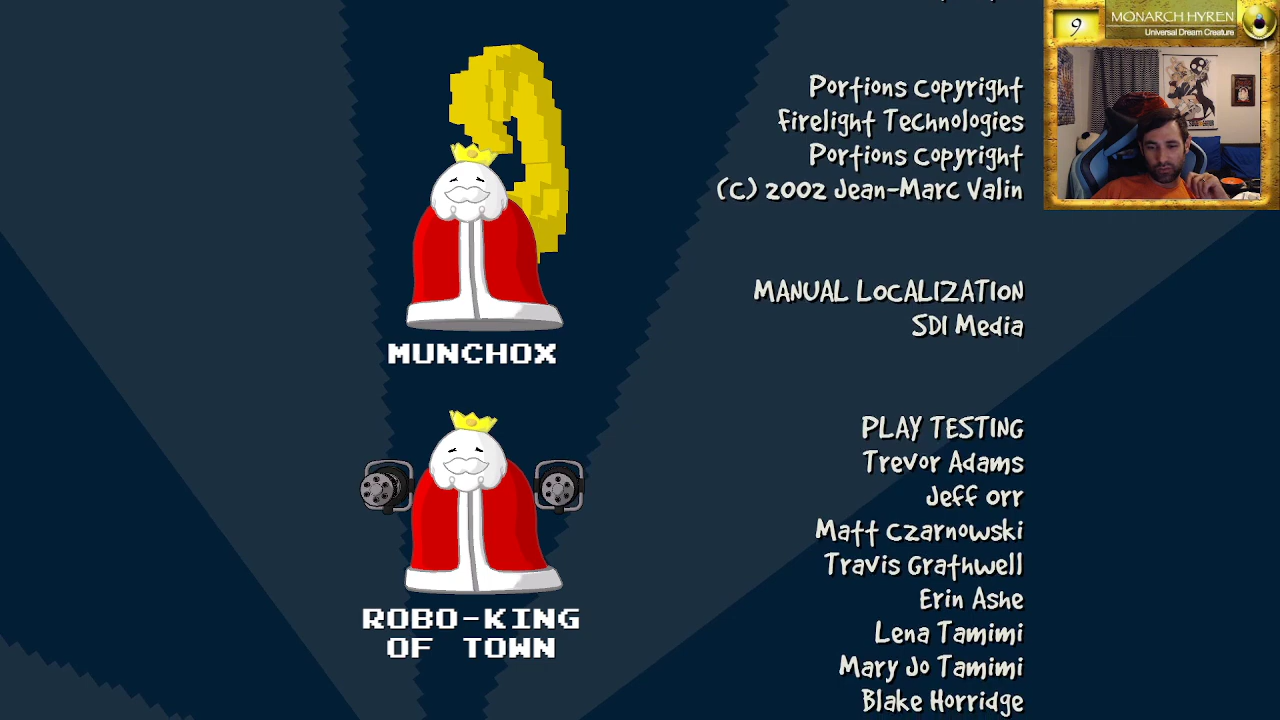 9
MONARCH HYREN
Universal Dream Creature
Portions Copyright
Firelight Technologies
Portions Copyright
(C) 2002 Jean-Marc Valin
MANUAL LOCALIZATION
SDI Media
MUNCHOX
PLAY TESTING
Trevor Adams
Jeff Orr
Matt Czarnowski
Travis Grathwell
Erin Ashe
Lena Tamimi
Mary Jo Tamimi
Blake Horridge
ROBO-KING
OF TOWN